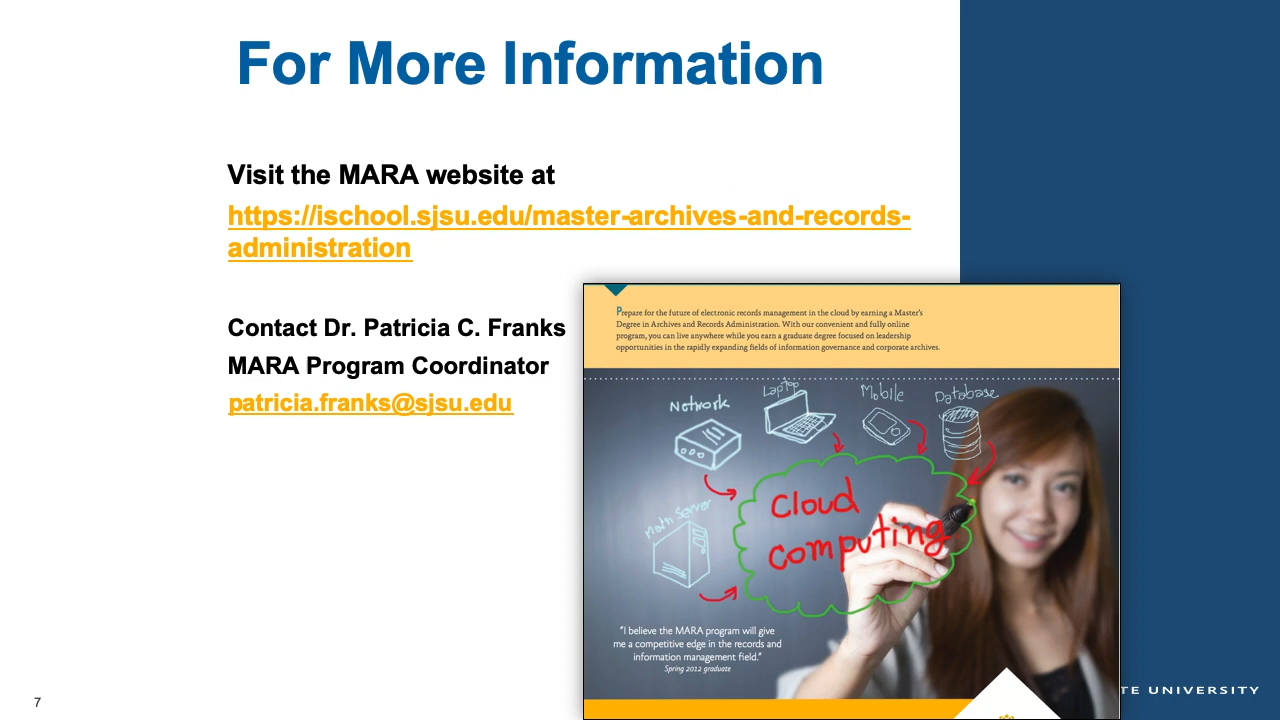 For More Information
Visit the MARA website at
https://ischool.sjsu.edu/master-archives-and-records-
administration
Contact Dr. Patricia C. Franks
MARA Program Coordinator
patricia.franks@sjsu.edu
Prepare for the future of electronic records management in the cloud by earning a Master's
Degree in Archives and Records Administration. With our convenient and fully online
program, you can live anywhere while you earn a graduate degree focused on leadership
opportunities in the rapidly expanding fields of information governance and corporate archives.
Network
Laptop
Mobile
Database
Main Server
Cloud
computing
"I believe the MARA program will give
me a competitive edge in the records and
information management field."
Spring 2012 graduate
TE UNIVERSITY
7